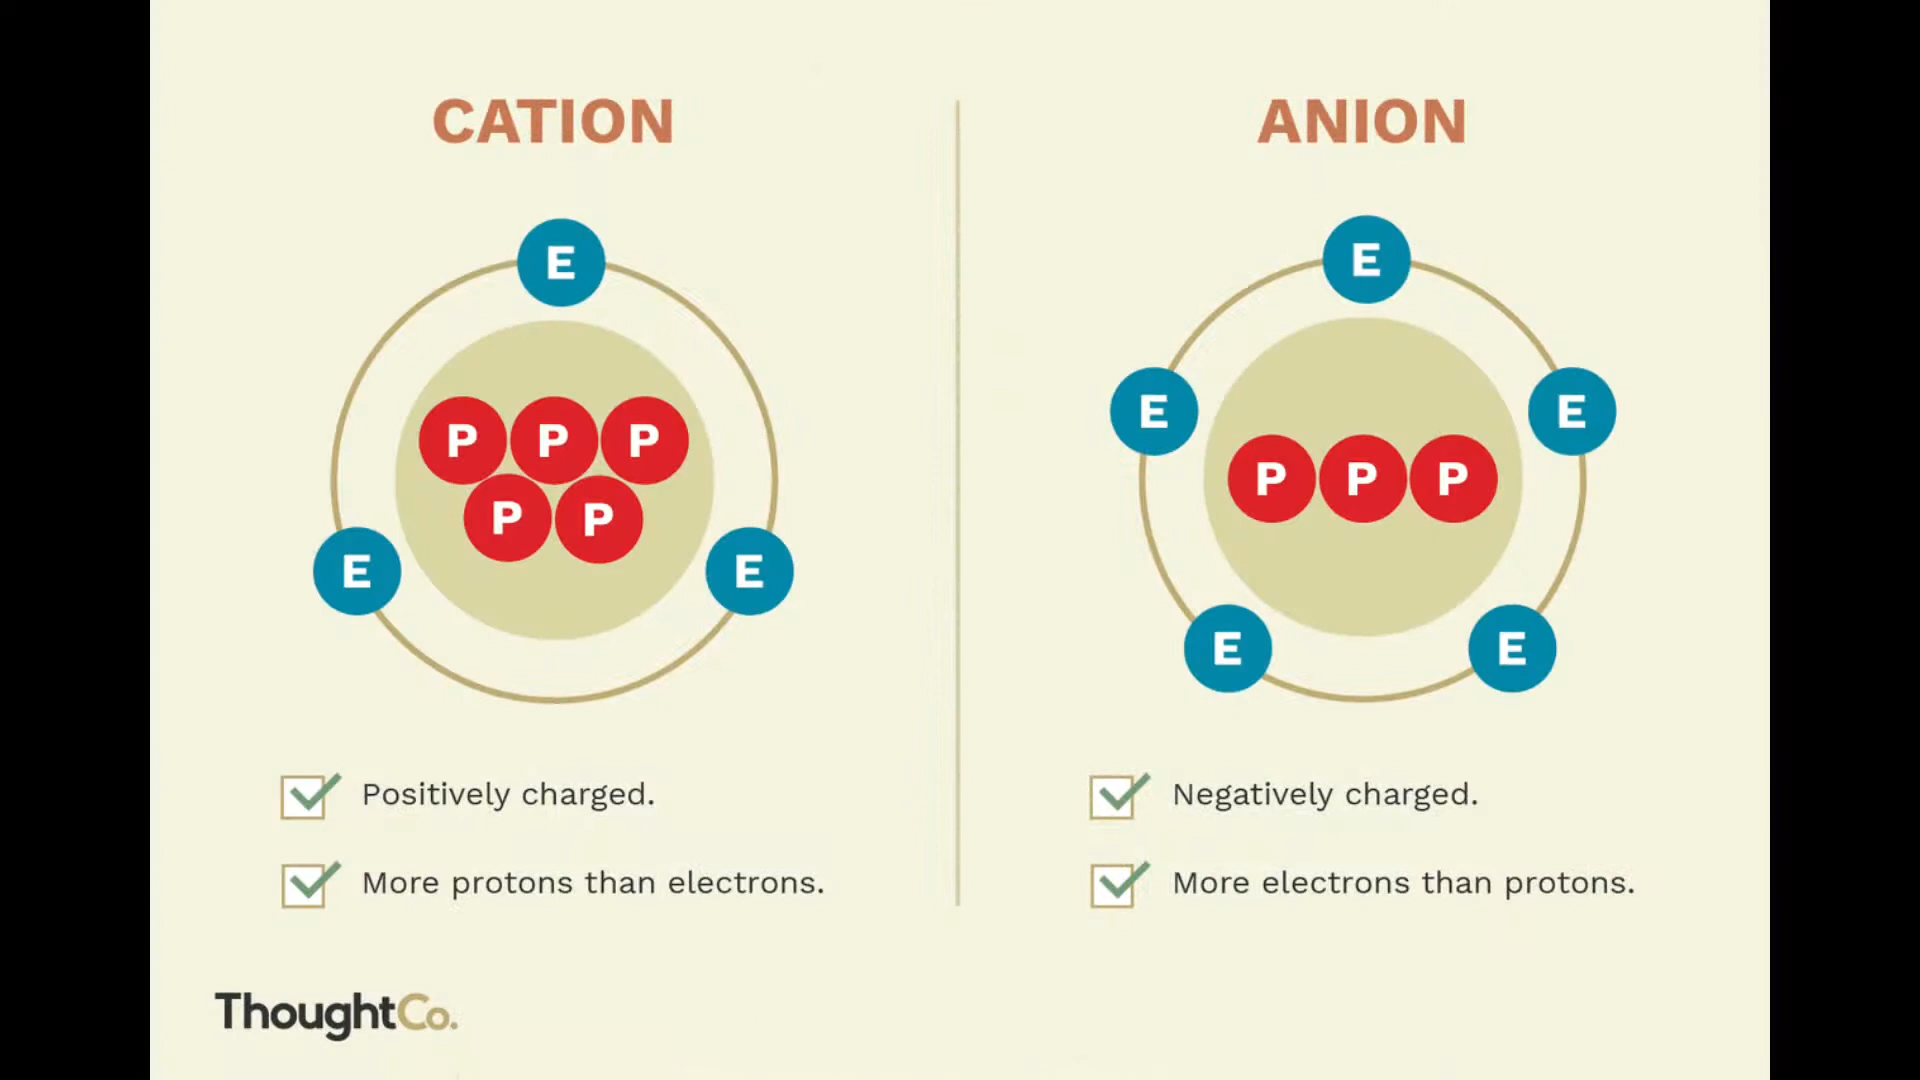 CATION
E
P P P
P P
E E
Positively charged.
More protons than electrons.
ANION
E
E E
P P P
E E
Negatively charged.
More electrons than protons.
ThoughtCo.